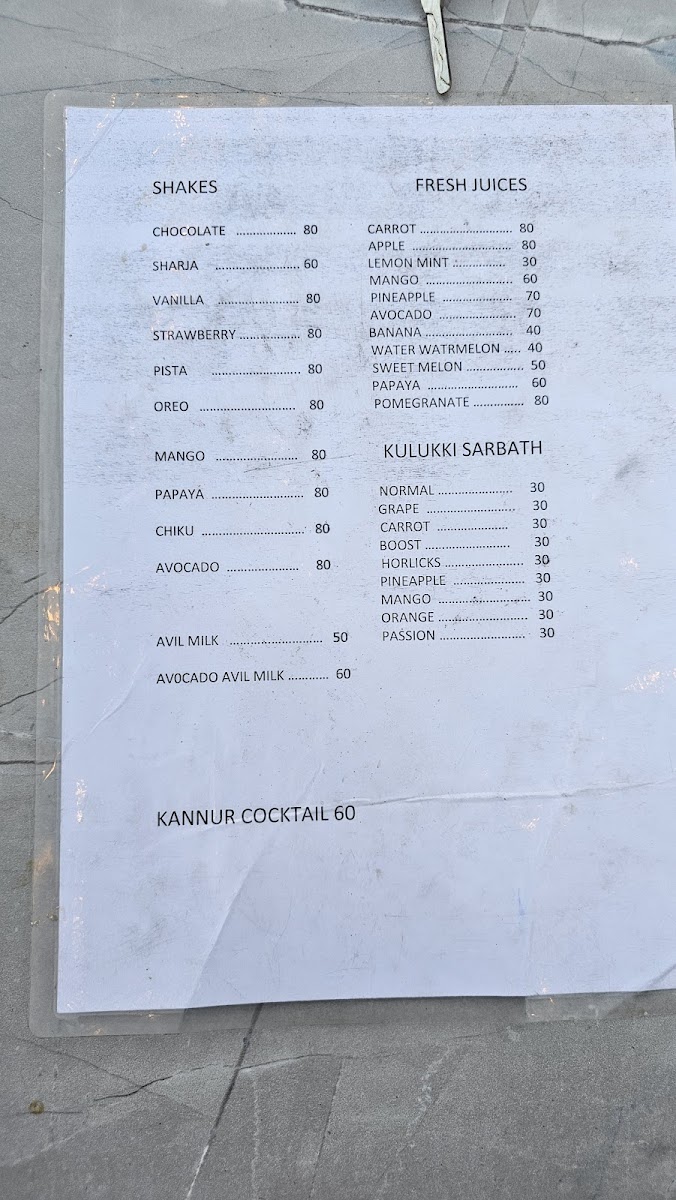 SHAKES
CHOCOLATE .................. 80
SHARJA ......................... 60
VANILLA ........................ 80
STRAWBERRY .................. 80
PISTA .......................... 80
OREO ............................ 80
MANGO ........................ 80
PAPAYA ........................... 80
CHIKU .............................. 80
AVOCADO ..................... 80
AVIL MILK ........................... 50
AV0CADO AVIL MILK ............ 60
KANNUR COCKTAIL 60
FRESH JUICES
CARROT ........................... 80
APPLE ............................. 80
LEMON MINT ............... 30
MANGO ......................... 60
PINEAPPLE .................... 70
AVOCADO ...................... 70
BANANA ......................... 40
WATER WATRMELON ..... 40
SWEET MELON ................. 50
PAPAYA .......................... 60
POMEGRANATE ............... 80
KULUKKI SARBATH
NORMAL ...................... 30
GRAPE .......................... 30
CARROT ..................... 30
BOOST ......................... 30
HORLICKS ....................... 30
PINEAPPLE ..................... 30
MANGO ........................... 30
ORANGE .......................... 30
PASSION ......................... 30